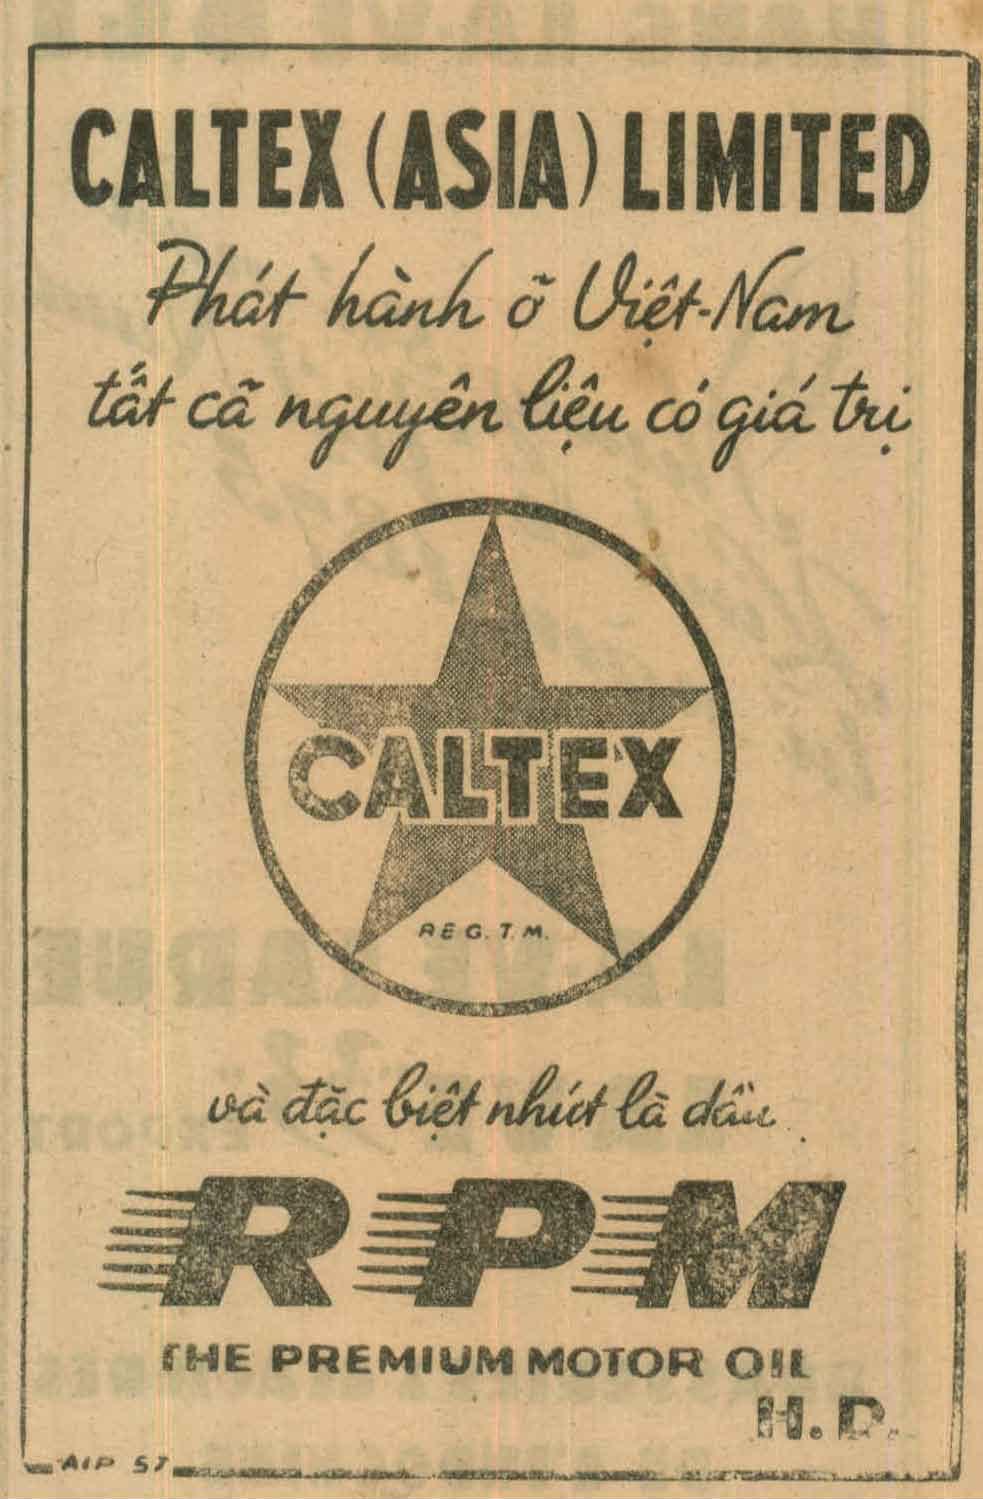 CALTEX (ASIA) LIMITED
Phát hành ở Việt-Nam
tất cã nguyên liệu có giá trị
CALTEX
REG. T.M.
và đặc biệt nhứt là dầu
RPM
THE PREMIUM MOTOR OIL
H.D.
AIP 57